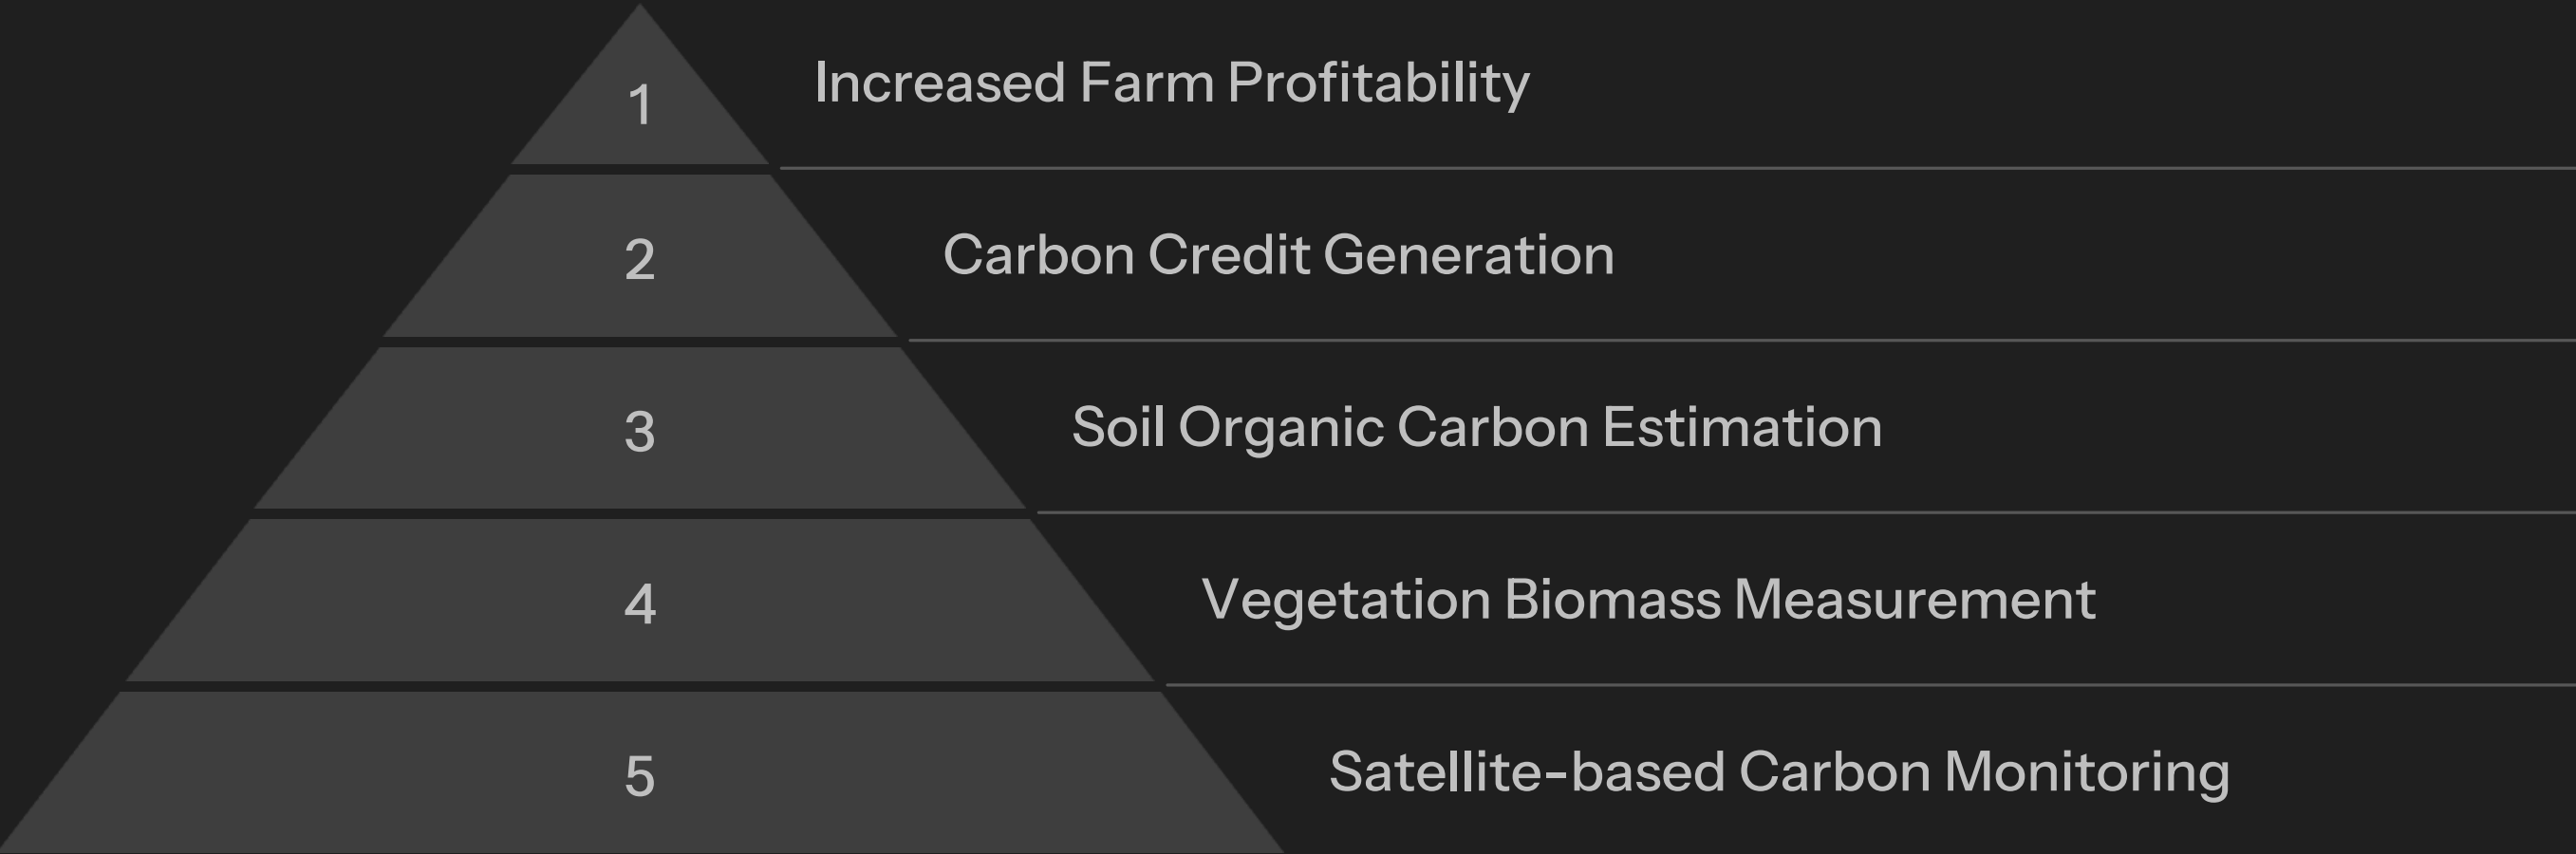 1
Increased Farm Profitability
2
Carbon Credit Generation
3
Soil Organic Carbon Estimation
4
Vegetation Biomass Measurement
5
Satellite-based Carbon Monitoring